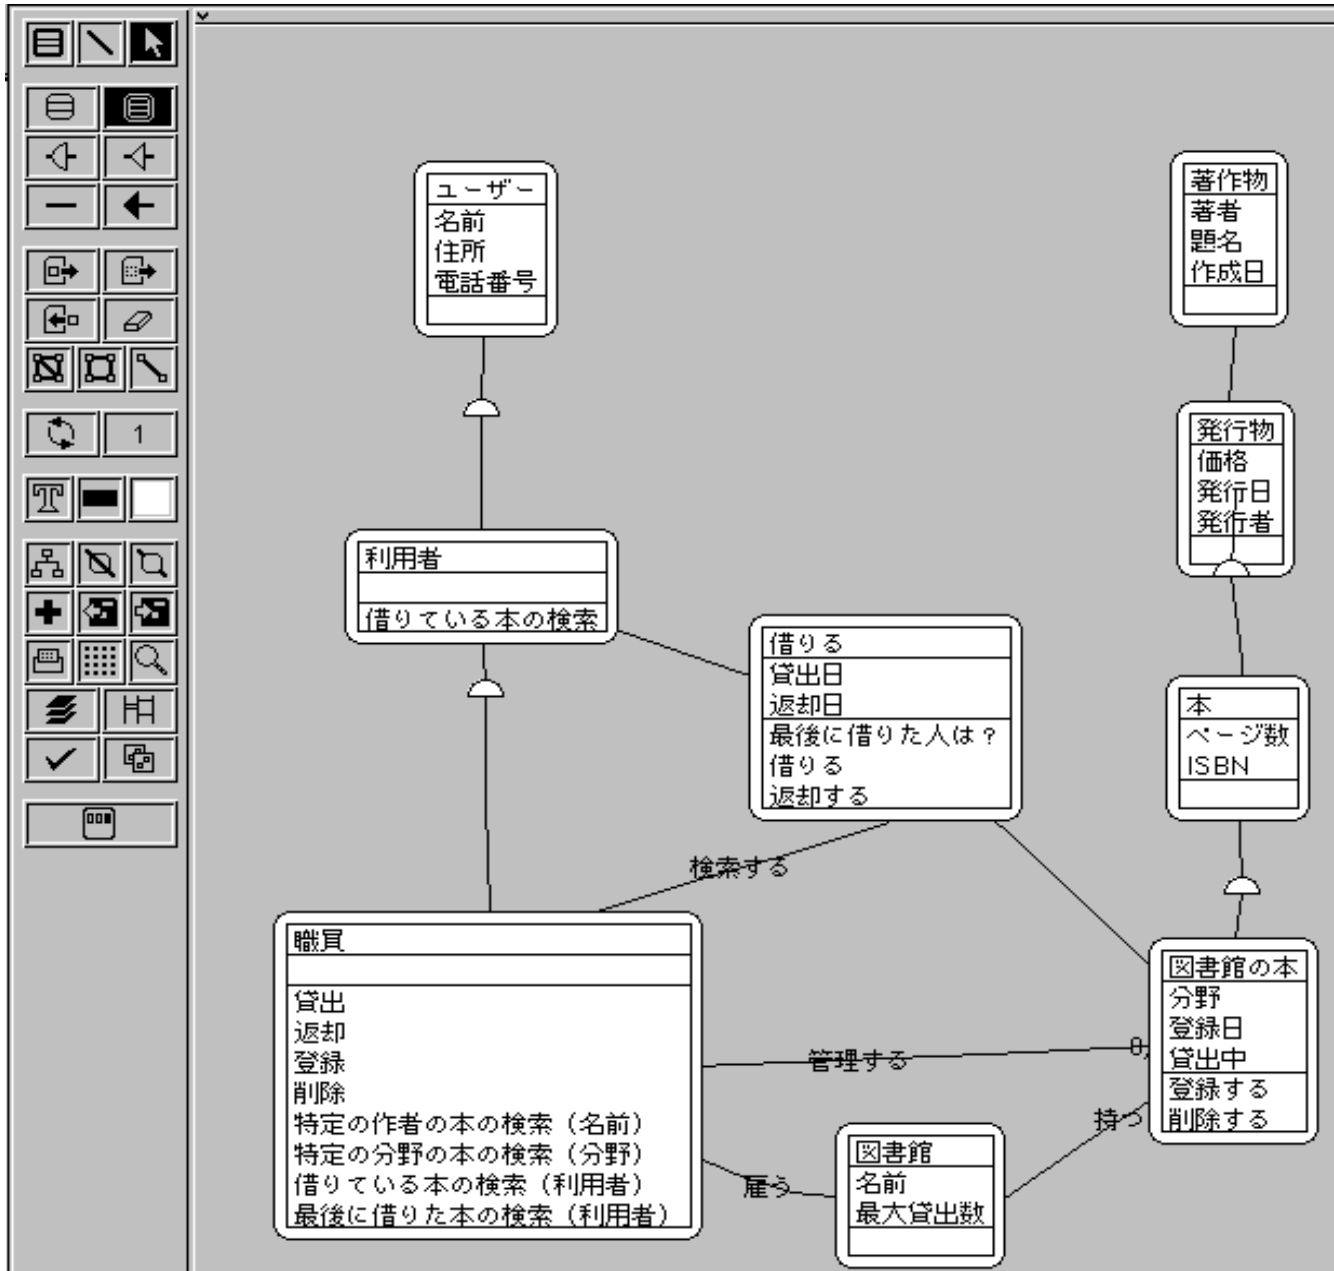 1
ユーザー
名前
住所
電話番号
著作物
著者
題名
作成日
発行物
価格
発行日
発行者
利用者
借りている本の検索
借りる
貸出日
返却日
最後に借りた人は？
借りる
返却する
本
ページ数
ISBN
検索する
職員
貸出
返却
登録
削除
特定の作者の本の検索（名前）
特定の分野の本の検索（分野）
借りている本の検索（利用者）
最後に借りた本の検索（利用者）
管理する
図書館の本
分野
登録日
貸出中
登録する
削除する
持つ
雇う
図書館
名前
最大貸出数